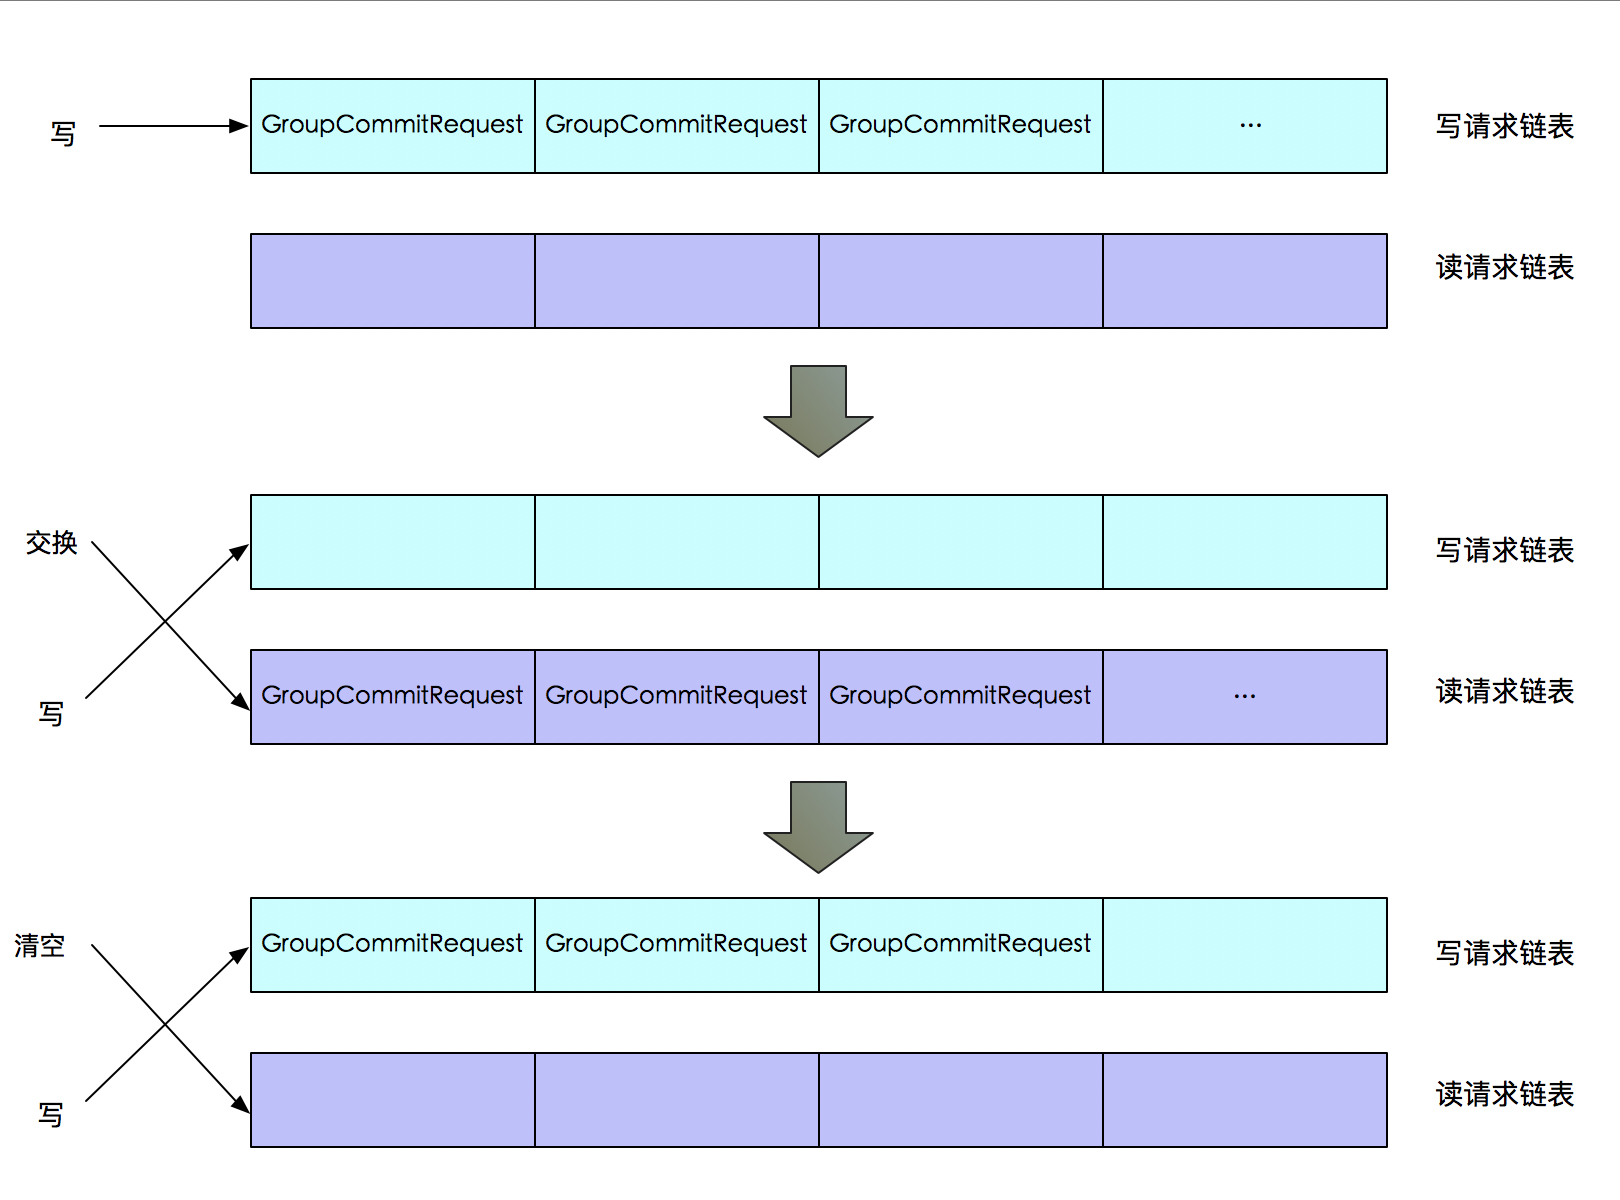 写 GroupCommitRequest GroupCommitRequest GroupCommitRequest ... 写请求链表
读请求链表
交换 写请求链表
写 GroupCommitRequest GroupCommitRequest GroupCommitRequest ... 读请求链表
清空 GroupCommitRequest GroupCommitRequest GroupCommitRequest 写请求链表
写 读请求链表